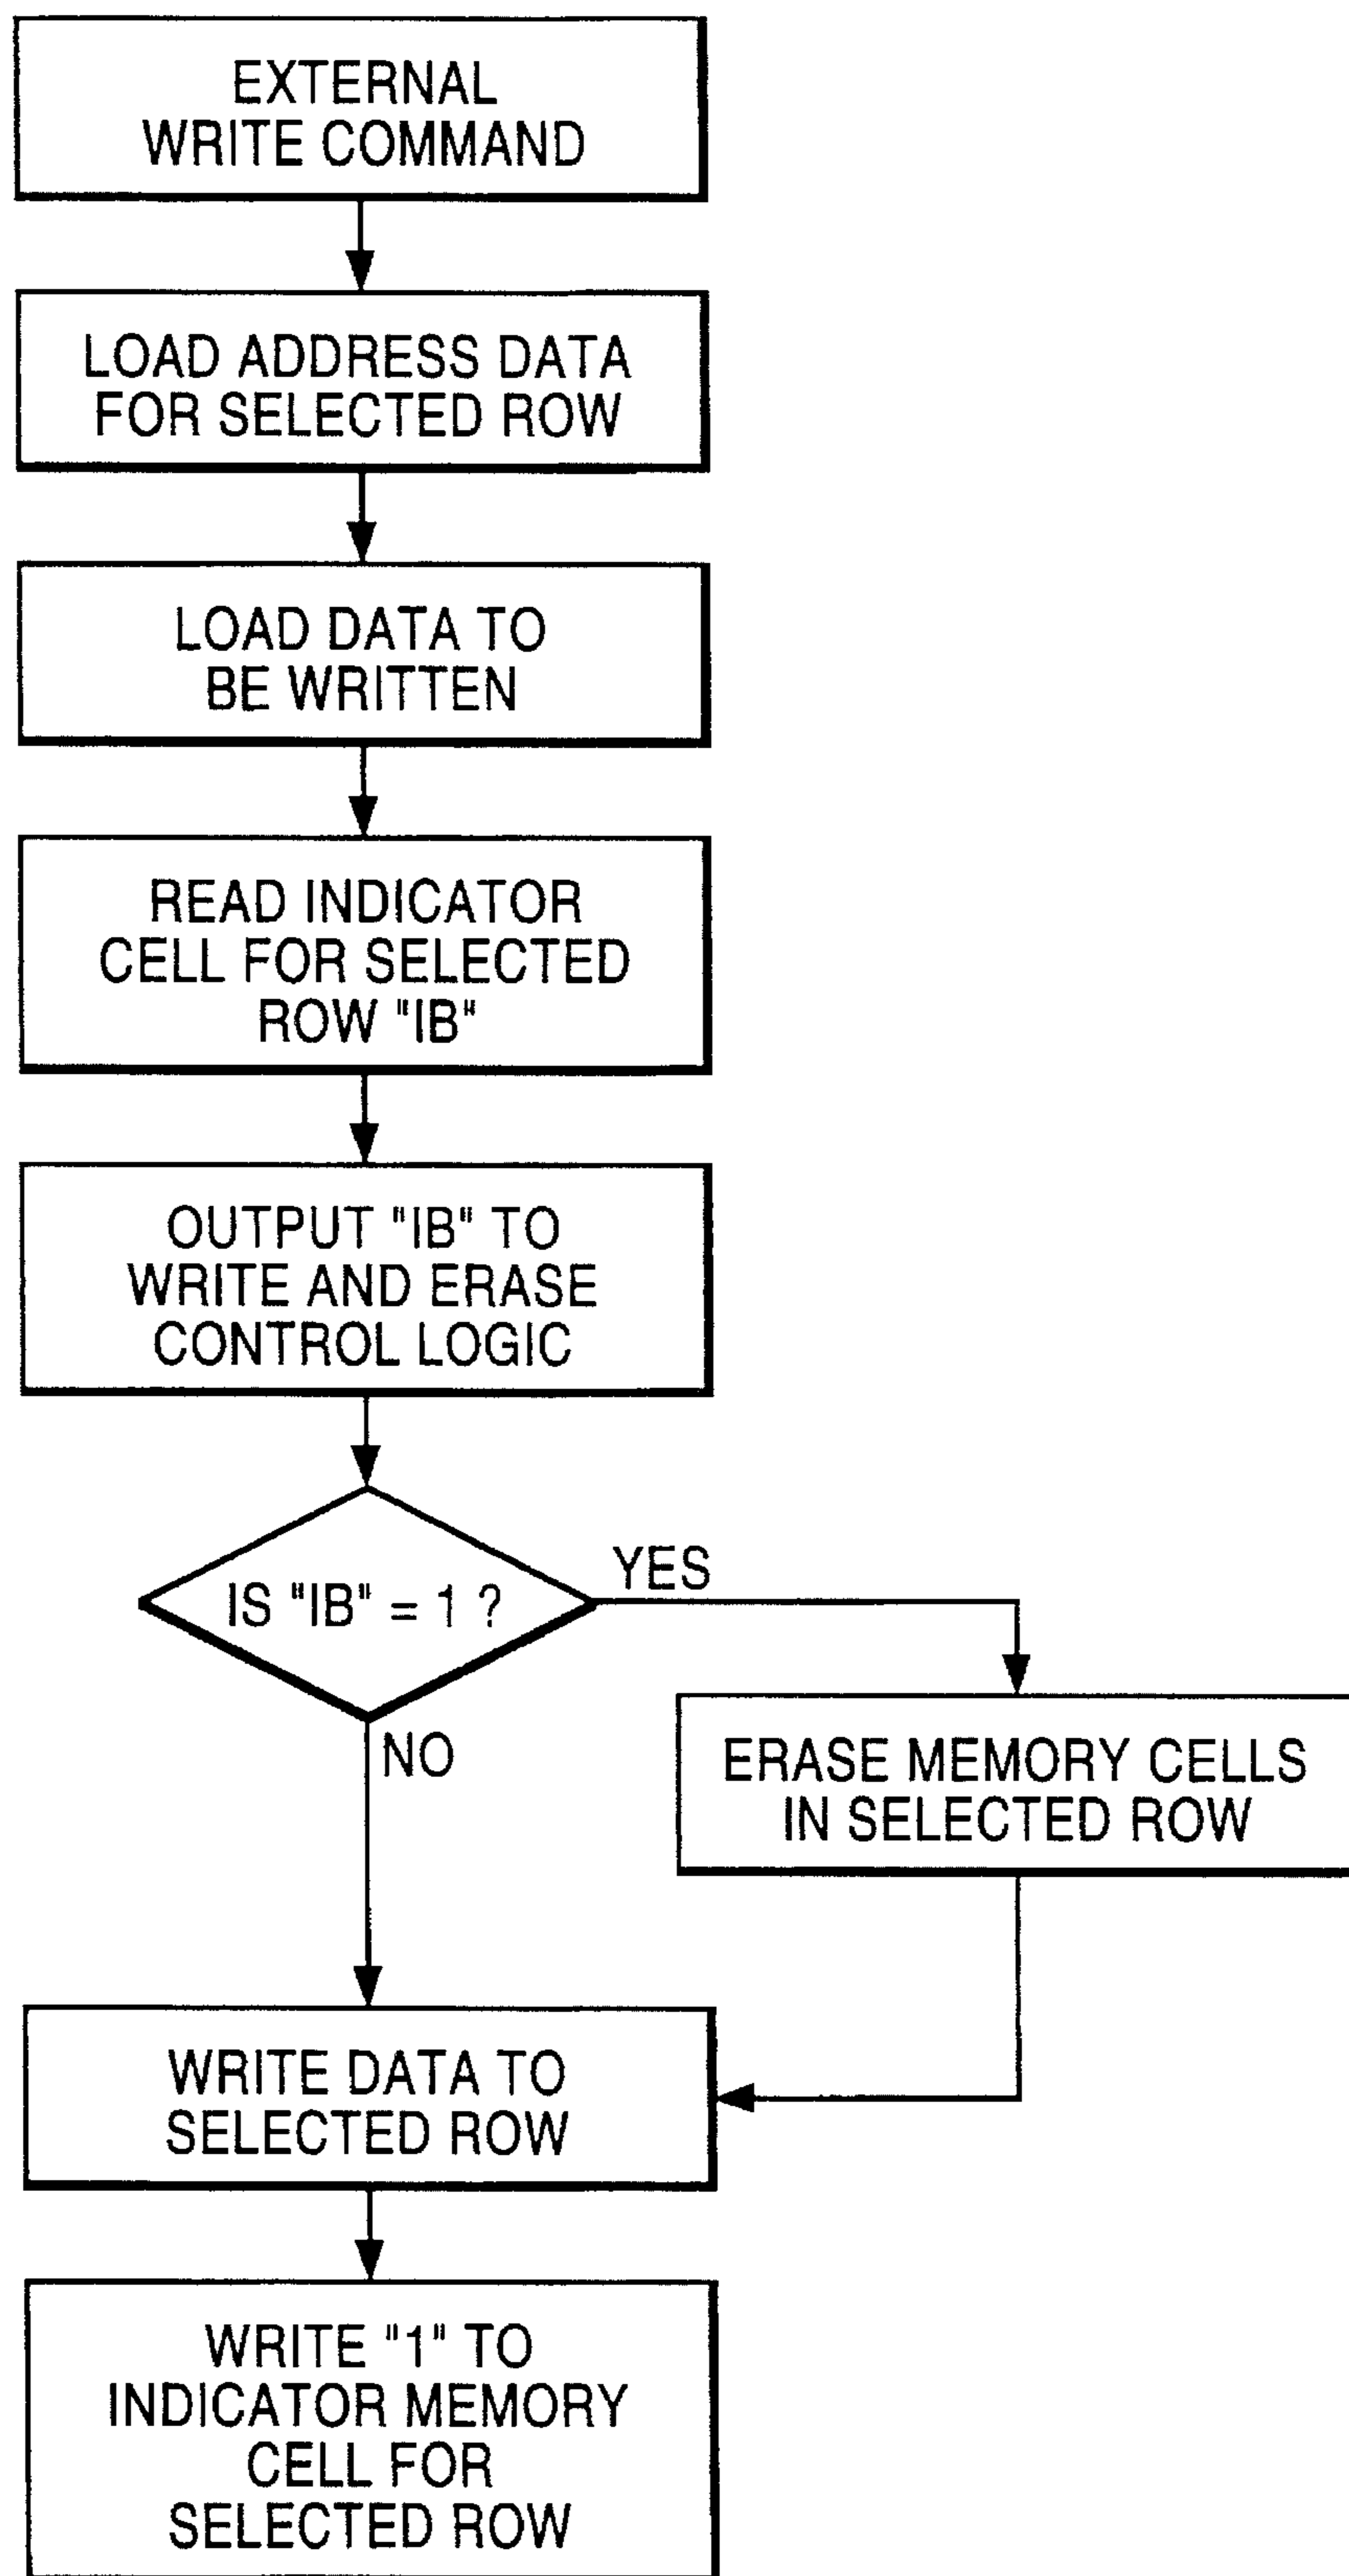 EXTERNAL
WRITE COMMAND
LOAD ADDRESS DATA
FOR SELECTED ROW
LOAD DATA TO
BE WRITTEN
READ INDICATOR
CELL FOR SELECTED
ROW "IB"
OUTPUT "IB" TO
WRITE AND ERASE
CONTROL LOGIC
IS "IB" = 1 ?
YES
NO
ERASE MEMORY CELLS
IN SELECTED ROW
WRITE DATA TO
SELECTED ROW
WRITE "1" TO
INDICATOR MEMORY
CELL FOR
SELECTED ROW